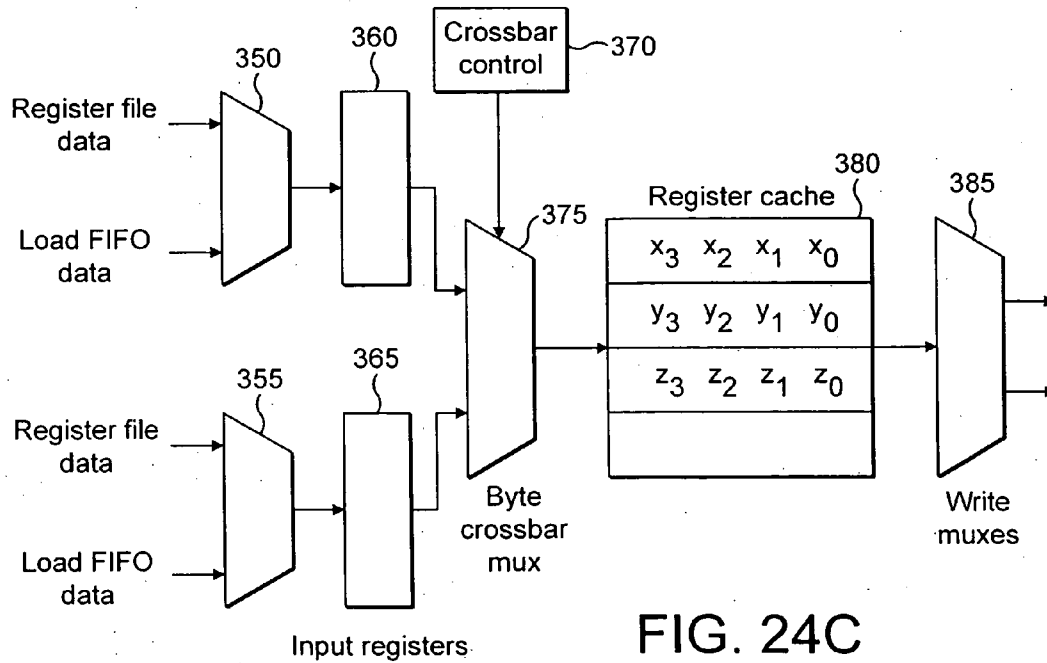 Crossbar
control
370
350
360
Register file
data
Load FIFO
data
375
Register cache
380
385
x3 x2 x1 x0
y3 y2 y1 y0
z3 z2 z1 z0
355
365
Register file
data
Load FIFO
data
Byte
crossbar
mux
Write
muxes
Input registers
FIG. 24C